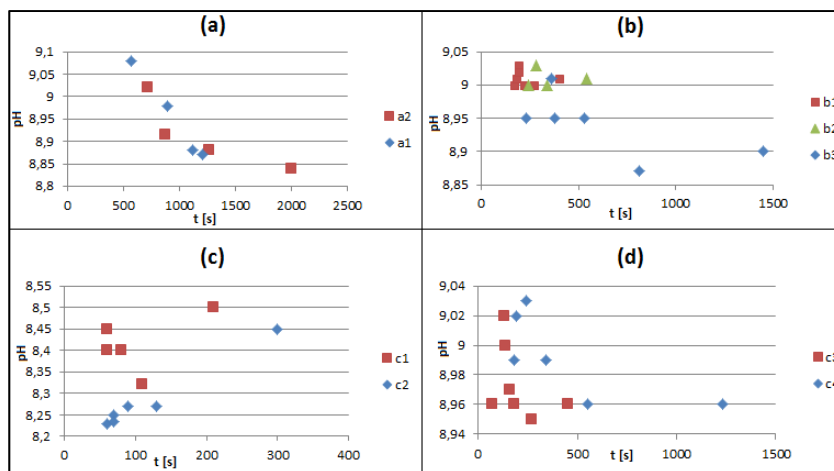 (a)
9,1
9,05
9
8,95
8,9
8,85
8,8
pH
0 500 1000 1500 2000 2500
t [s]
a2
a1
(b)
9,05
9
8,95
8,9
8,85
pH
0 500 1000 1500
t [s]
b1
b2
b3
(c)
8,55
8,5
8,45
8,4
8,35
8,3
8,25
8,2
pH
0 100 200 300 400
t [s]
c1
c2
(d)
9,04
9,02
9
8,98
8,96
8,94
pH
0 500 1000 1500
t [s]
c3
c4